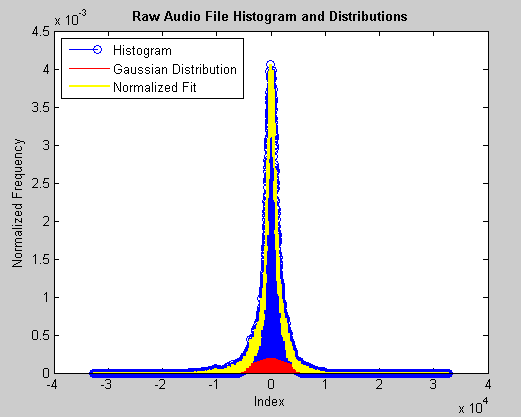 Raw Audio File Histogram and Distributions
x 10^-3
4.5
4
3.5
3
2.5
2
1.5
1
0.5
0
Normalized Frequency
Histogram
Gaussian Distribution
Normalized Fit
-4 -3 -2 -1 0 1 2 3 4
Index
x 10^4